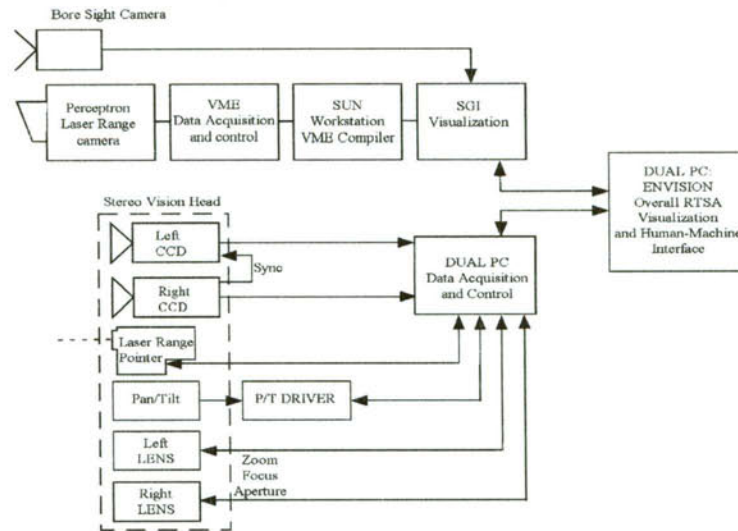 Bore Sight Camera
Perceptron
Laser Range
camera
VME
Data Acquisition
and control
SUN
Workstation
VME Compiler
SGI
Visualization
DUAL PC:
ENVISION
Overall RTSA
Visualization
and Human-Machine
Interface
Stereo Vision Head
Left
CCD
Sync
Right
CCD
DUAL PC
Data Acquisition
and Control
Laser Range
Pointer
Pan/Tilt
P/T DRIVER
Left
LENS
Zoom
Focus
Aperture
Right
LENS